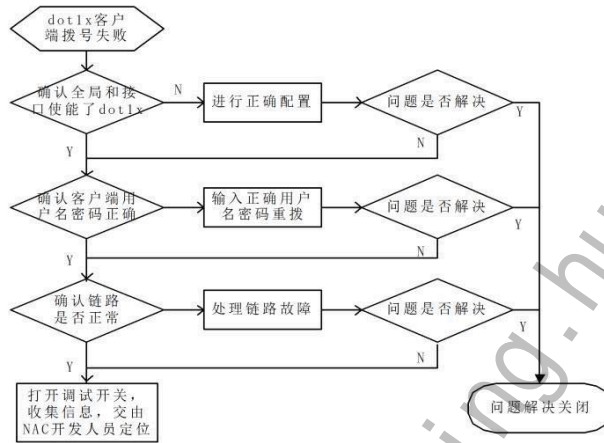 dot1x客户
端拨号失败
确认全局和接
口使能了dot1x
N
进行正确配置
问题是否解决
Y
Y
N
确认客户端用
户名密码正确
输入正确用户
名密码重拨
问题是否解决
Y
Y
N
确认链路
是否正常
处理链路故障
问题是否解决
Y
Y
N
打开调试开关，
收集信息，交由
NAC开发人员定位
问题解决关闭
ing.hu